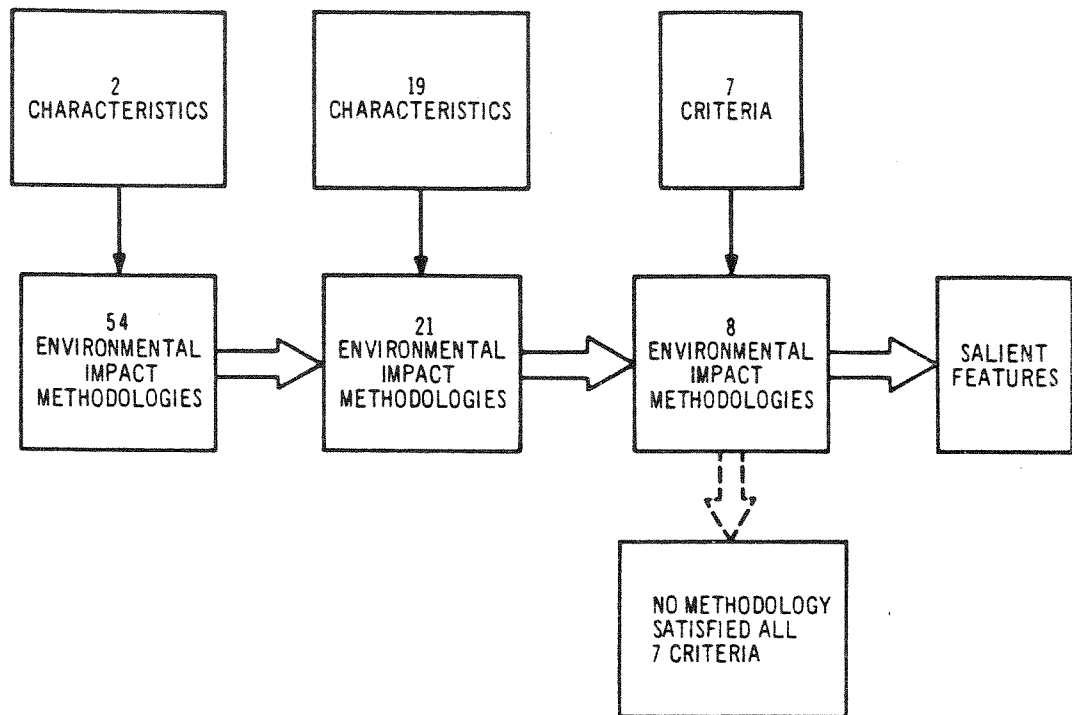 2
CHARACTERISTICS
19
CHARACTERISTICS
7
CRITERIA
54
ENVIRONMENTAL
IMPACT
METHODOLOGIES
21
ENVIRONMENTAL
IMPACT
METHODOLOGIES
8
ENVIRONMENTAL
IMPACT
METHODOLOGIES
SALIENT
FEATURES
NO METHODOLOGY
SATISFIED ALL
7 CRITERIA